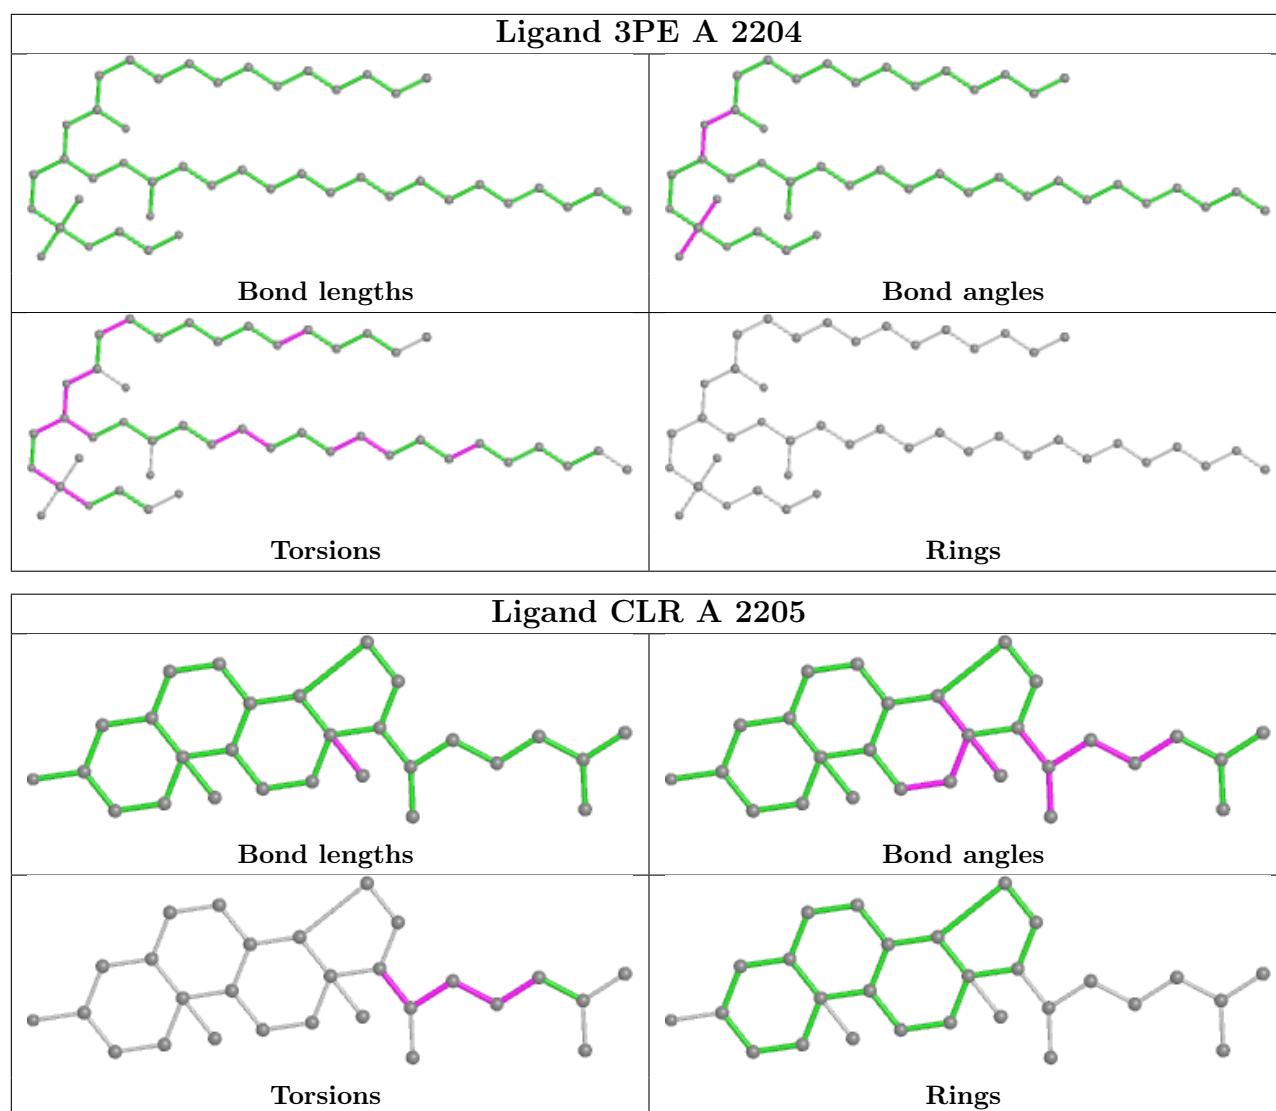 Ligand 3PE A 2204
Bond lengths
Bond angles
Torsions
Rings
Ligand CLR A 2205
Bond lengths
Bond angles
Torsions
Rings